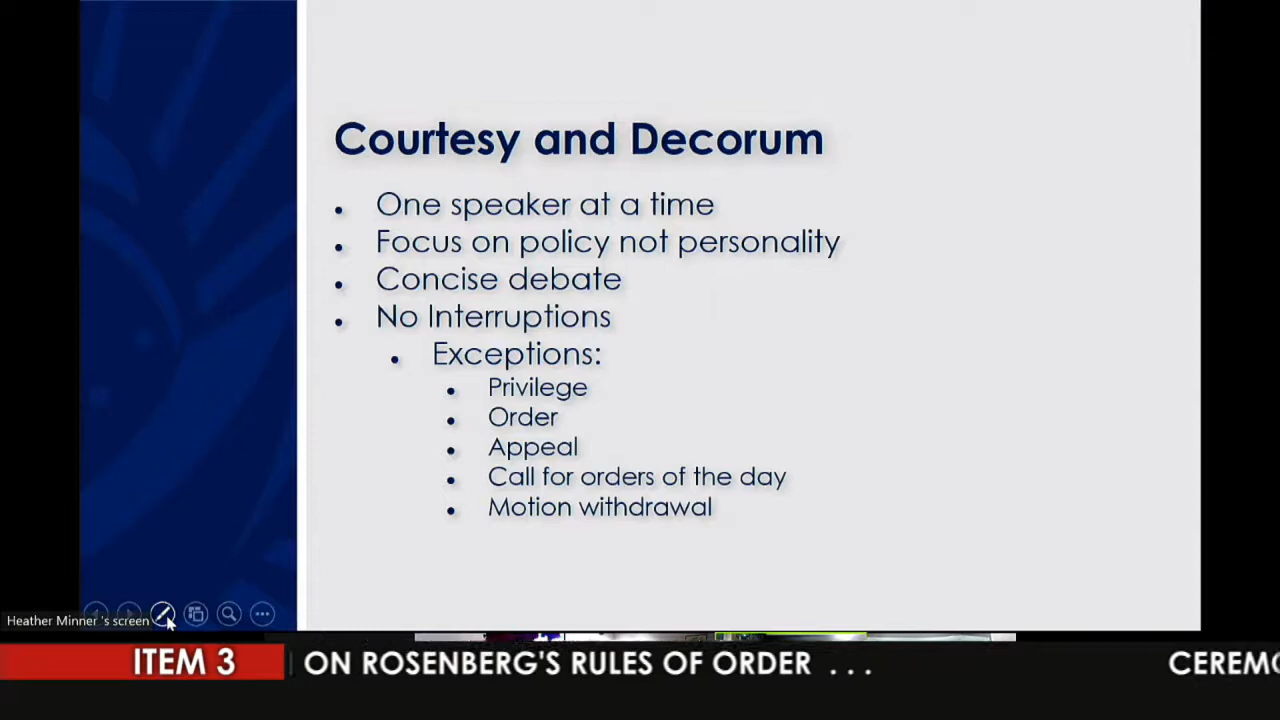 Courtesy and Decorum
• One speaker at a time
• Focus on policy not personality
• Concise debate
• No Interruptions
• Exceptions:
• Privilege
• Order
• Appeal
• Call for orders of the day
• Motion withdrawal
Heather Minner 's screen
ITEM 3 | ON ROSENBERG'S RULES OF ORDER . . .